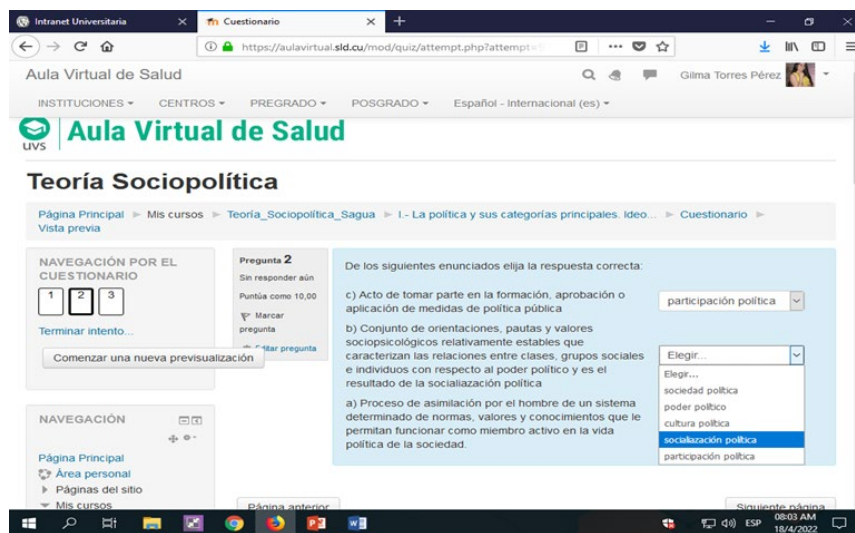 Intranet Universitaria
Cuestionario
https://aulavirtual.sld.cu/mod/quiz/attempt.php?attempt=
Aula Virtual de Salud
Gilma Torres Pérez
INSTITUCIONES
CENTROS
PREGRADO
POSGRADO
Español - Internacional (es)
UVS
Aula Virtual de Salud
Teoría Sociopolítica
Página Principal
Mis cursos
Teoría_Sociopolítica_Sagua
I.- La política y sus categorías principales. Ideo...
Cuestionario
Vista previa
NAVEGACIÓN POR EL
CUESTIONARIO
1 2 3
Terminar intento...
Comenzar una nueva previsualización
Pregunta 2
Sin responder aún
Puntúa como 10,00
Marcar
pregunta
Editar pregunta
De los siguientes enunciados elija la respuesta correcta:
c) Acto de tomar parte en la formación, aprobación o
aplicación de medidas de política pública
participación política
b) Conjunto de orientaciones, pautas y valores
sociopsicológicos relativamente estables que
caracterizan las relaciones entre clases, grupos sociales
e individuos con respecto al poder político y es el
resultado de la socialiazación política
Elegir...
Elegir...
sociedad política
poder político
cultura política
socialización política
participación política
a) Proceso de asimilación por el hombre de un sistema
determinado de normas, valores y conocimientos que le
permitan funcionar como miembro activo en la vida
política de la sociedad.
NAVEGACIÓN
Página Principal
Área personal
Páginas del sitio
Mis cursos
Página anterior
Siguiente página
ESP
08:03 AM
18/4/2022